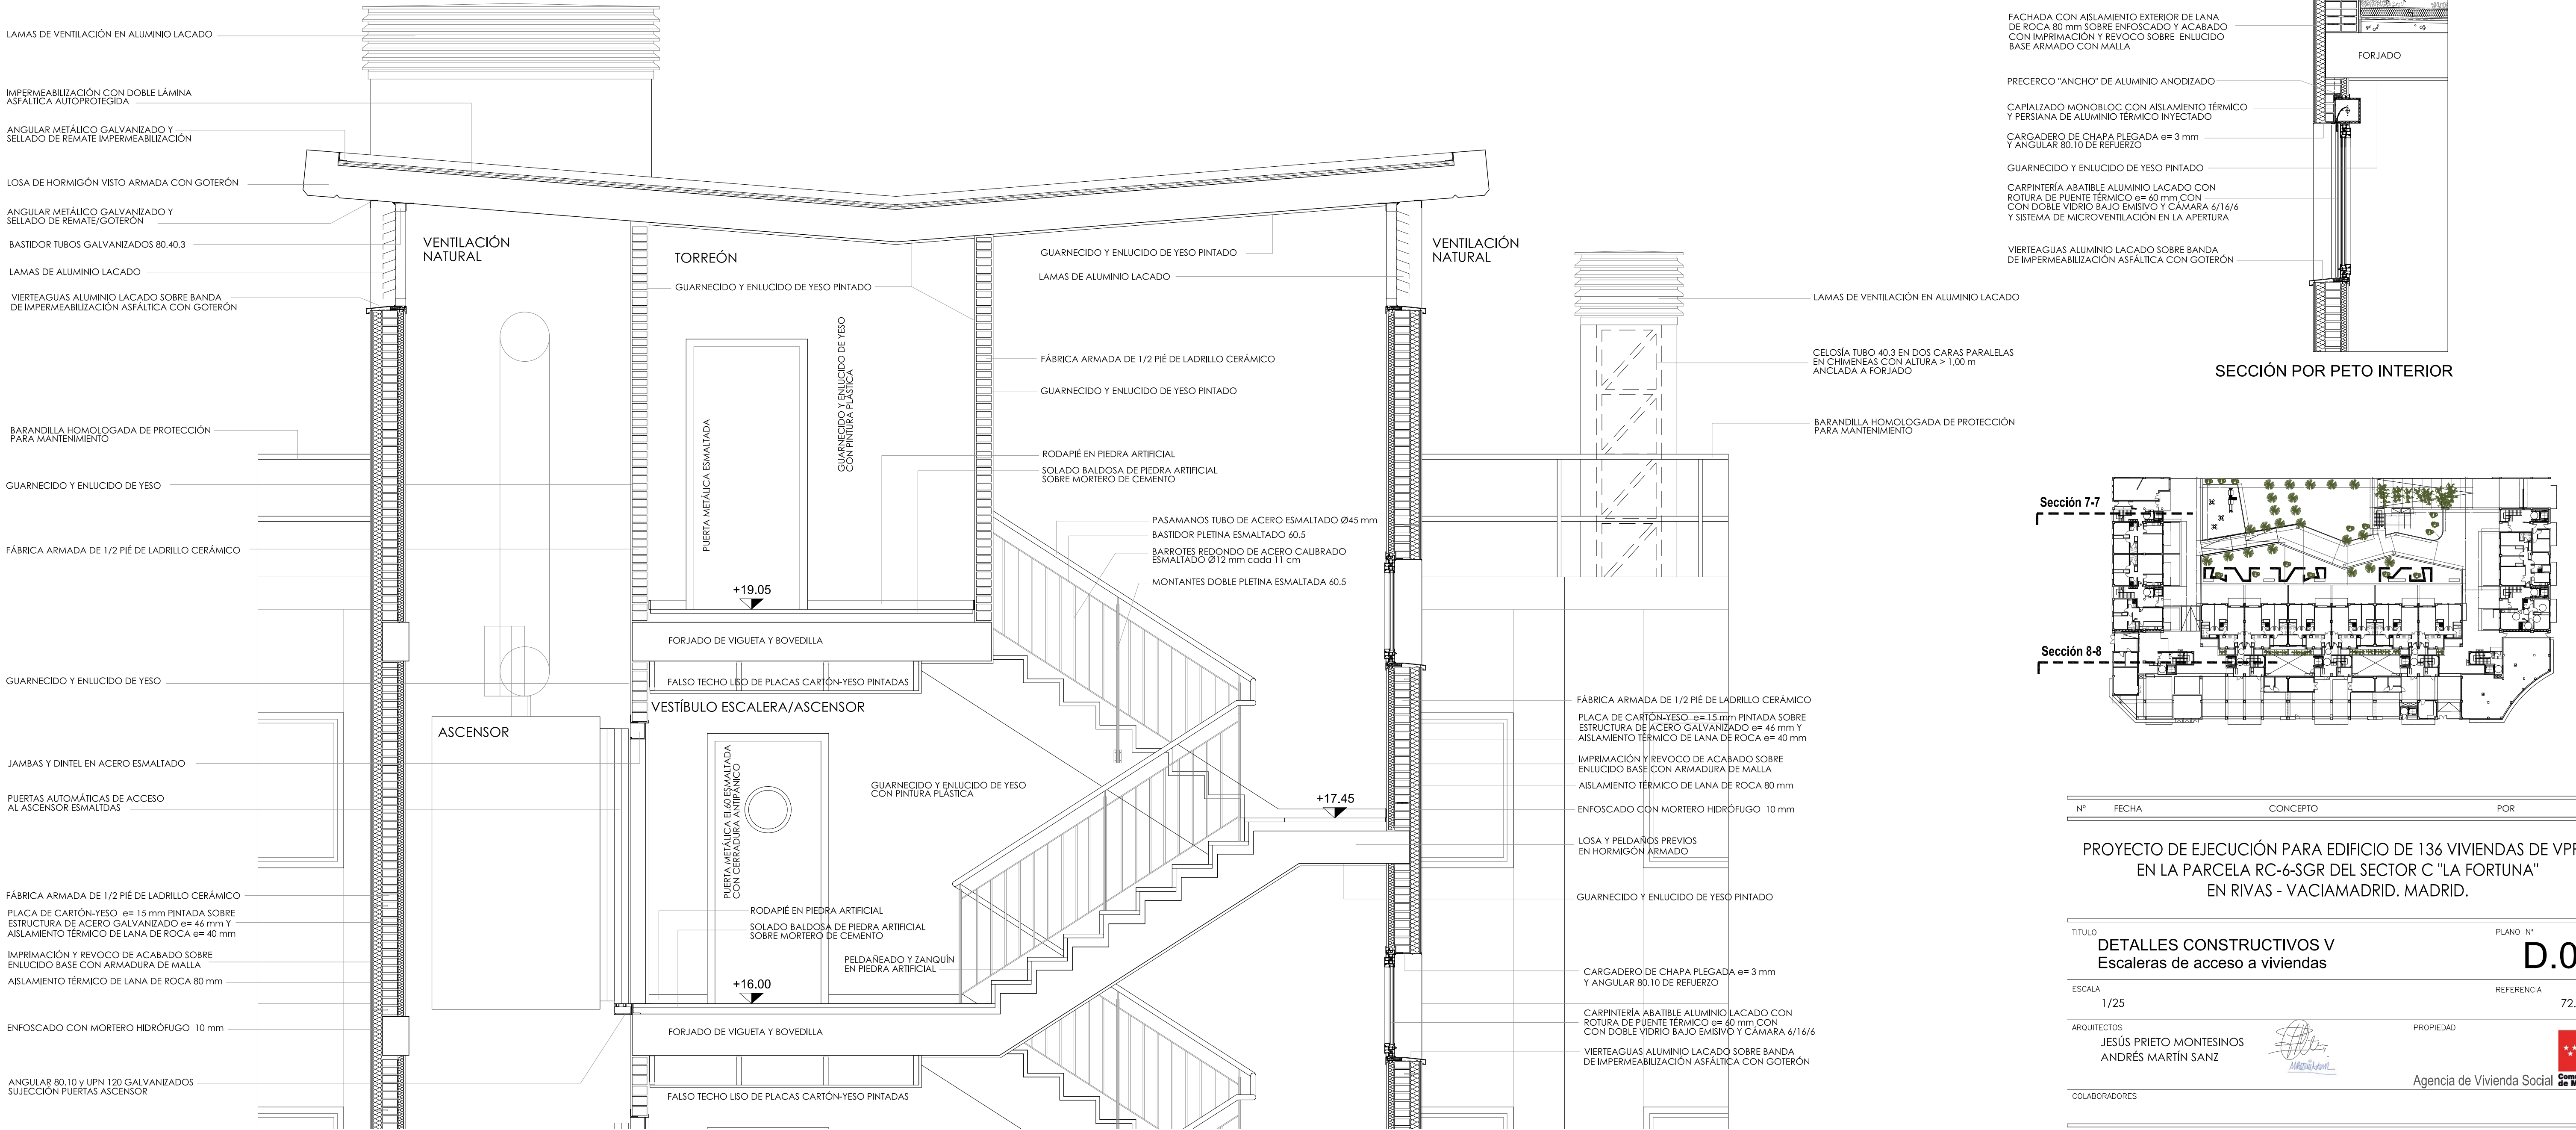 LAMAS DE VENTILACIÓN EN ALUMINIO LACADO
IMPERMEABILIZACIÓN CON DOBLE LÁMINA
ASFÁLTICA AUTOPROTEGIDA
ANGULAR METÁLICO GALVANIZADO Y
SELLADO DE REMATE IMPERMEABILIZACIÓN
LOSA DE HORMIGÓN VISTO ARMADA CON GOTERÓN
ANGULAR METÁLICO GALVANIZADO Y
SELLADO DE REMATE/GOTERÓN
BASTIDOR TUBOS GALVANIZADOS 80.40.3
LAMAS DE ALUMINIO LACADO
VIERTEAGUAS ALUMINIO LACADO SOBRE BANDA
DE IMPERMEABILIZACIÓN ASFÁLTICA CON GOTERÓN
BARANDILLA HOMOLOGADA DE PROTECCIÓN
PARA MANTENIMIENTO
GUARNECIDO Y ENLUCIDO DE YESO
FÁBRICA ARMADA DE 1/2 PIÉ DE LADRILLO CERÁMICO
GUARNECIDO Y ENLUCIDO DE YESO
JAMBAS Y DINTEL EN ACERO ESMALTADO
PUERTAS AUTOMÁTICAS DE ACCESO
AL ASCENSOR ESMALTDAS
FÁBRICA ARMADA DE 1/2 PIÉ DE LADRILLO CERÁMICO
PLACA DE CARTÓN-YESO e= 15 mm PINTADA SOBRE
ESTRUCTURA DE ACERO GALVANIZADO e= 46 mm Y
AISLAMIENTO TÉRMICO DE LANA DE ROCA e= 40 mm
IMPRIMACIÓN Y REVOCO DE ACABADO SOBRE
ENLUCIDO BASE CON ARMADURA DE MALLA
AISLAMIENTO TÉRMICO DE LANA DE ROCA 80 mm
ENFOSCADO CON MORTERO HIDRÓFUGO 10 mm
ANGULAR 80.10 y UPN 120 GALVANIZADOS
SUJECCIÓN PUERTAS ASCENSOR
VENTILACIÓN
NATURAL
TORREÓN
GUARNECIDO Y ENLUCIDO DE YESO PINTADO
PUERTA METÁLICA ESMALTADA
GUARNECIDO Y ENLUCIDO DE YESO
CON PINTURA PLÁSTICA
+19.05
FORJADO DE VIGUETA Y BOVEDILLA
FALSO TECHO LISO DE PLACAS CARTÓN-YESO PINTADAS
VESTÍBULO ESCALERA/ASCENSOR
ASCENSOR
PUERTA METÁLICA EI.60 ESMALTADA
CON CERRADURA ANTIPÁNICO
GUARNECIDO Y ENLUCIDO DE YESO
CON PINTURA PLÁSTICA
RODAPIÉ EN PIEDRA ARTIFICIAL
SOLADO BALDOSA DE PIEDRA ARTIFICIAL
SOBRE MORTERO DE CEMENTO
PELDAÑEADO Y ZANQUÍN
EN PIEDRA ARTIFICIAL
+16.00
FORJADO DE VIGUETA Y BOVEDILLA
FALSO TECHO LISO DE PLACAS CARTÓN-YESO PINTADAS
GUARNECIDO Y ENLUCIDO DE YESO PINTADO
LAMAS DE ALUMINIO LACADO
FÁBRICA ARMADA DE 1/2 PIÉ DE LADRILLO CERÁMICO
GUARNECIDO Y ENLUCIDO DE YESO PINTADO
RODAPIÉ EN PIEDRA ARTIFICIAL
SOLADO BALDOSA DE PIEDRA ARTIFICIAL
SOBRE MORTERO DE CEMENTO
PASAMANOS TUBO DE ACERO ESMALTADO Ø45 mm
BASTIDOR PLETINA ESMALTADO 60.5
BARROTES REDONDO DE ACERO CALIBRADO
ESMALTADO Ø12 mm cada 11 cm
MONTANTES DOBLE PLETINA ESMALTADA 60.5
+17.45
VENTILACIÓN
NATURAL
LAMAS DE VENTILACIÓN EN ALUMINIO LACADO
CELOSÍA TUBO 40.3 EN DOS CARAS PARALELAS
EN CHIMENEAS CON ALTURA > 1,00 m
ANCLADA A FORJADO
BARANDILLA HOMOLOGADA DE PROTECCIÓN
PARA MANTENIMIENTO
FÁBRICA ARMADA DE 1/2 PIÉ DE LADRILLO CERÁMICO
PLACA DE CARTÓN-YESO e= 15 mm PINTADA SOBRE
ESTRUCTURA DE ACERO GALVANIZADO e= 46 mm Y
AISLAMIENTO TÉRMICO DE LANA DE ROCA e= 40 mm
IMPRIMACIÓN Y REVOCO DE ACABADO SOBRE
ENLUCIDO BASE CON ARMADURA DE MALLA
AISLAMIENTO TÉRMICO DE LANA DE ROCA 80 mm
ENFOSCADO CON MORTERO HIDRÓFUGO 10 mm
LOSA Y PELDAÑOS PREVIOS
EN HORMIGÓN ARMADO
GUARNECIDO Y ENLUCIDO DE YESO PINTADO
CARGADERO DE CHAPA PLEGADA e= 3 mm
Y ANGULAR 80.10 DE REFUERZO
CARPINTERÍA ABATIBLE ALUMINIO LACADO CON
ROTURA DE PUENTE TÉRMICO e= 60 mm CON
CON DOBLE VIDRIO BAJO EMISIVO Y CÁMARA 6/16/6
VIERTEAGUAS ALUMINIO LACADO SOBRE BANDA
DE IMPERMEABILIZACIÓN ASFÁLTICA CON GOTERÓN
FACHADA CON AISLAMIENTO EXTERIOR DE LANA
DE ROCA 80 mm SOBRE ENFOSCADO Y ACABADO
CON IMPRIMACIÓN Y REVOCO SOBRE ENLUCIDO
BASE ARMADO CON MALLA
FORJADO
PRECERCO "ANCHO" DE ALUMINIO ANODIZADO
CAPIALZADO MONOBLOC CON AISLAMIENTO TÉRMICO
Y PERSIANA DE ALUMINIO TÉRMICO INYECTADO
CARGADERO DE CHAPA PLEGADA e= 3 mm
Y ANGULAR 80.10 DE REFUERZO
GUARNECIDO Y ENLUCIDO DE YESO PINTADO
CARPINTERÍA ABATIBLE ALUMINIO LACADO CON
ROTURA DE PUENTE TÉRMICO e= 60 mm CON
CON DOBLE VIDRIO BAJO EMISIVO Y CÁMARA 6/16/6
Y SISTEMA DE MICROVENTILACIÓN EN LA APERTURA
VIERTEAGUAS ALUMINIO LACADO SOBRE BANDA
DE IMPERMEABILIZACIÓN ASFÁLTICA CON GOTERÓN
SECCIÓN POR PETO INTERIOR
Sección 7-7
Sección 8-8
Nº FECHA CONCEPTO POR
PROYECTO DE EJECUCIÓN PARA EDIFICIO DE 136 VIVIENDAS DE VPP
EN LA PARCELA RC-6-SGR DEL SECTOR C "LA FORTUNA"
EN RIVAS - VACIAMADRID. MADRID.
TITULO
DETALLES CONSTRUCTIVOS V
Escaleras de acceso a viviendas
PLANO Nº
D.0
ESCALA
1/25
REFERENCIA
72.
ARQUITECTOS
JESÚS PRIETO MONTESINOS
ANDRÉS MARTÍN SANZ
PROPIEDAD
Agencia de Vivienda Social
COLABORADORES